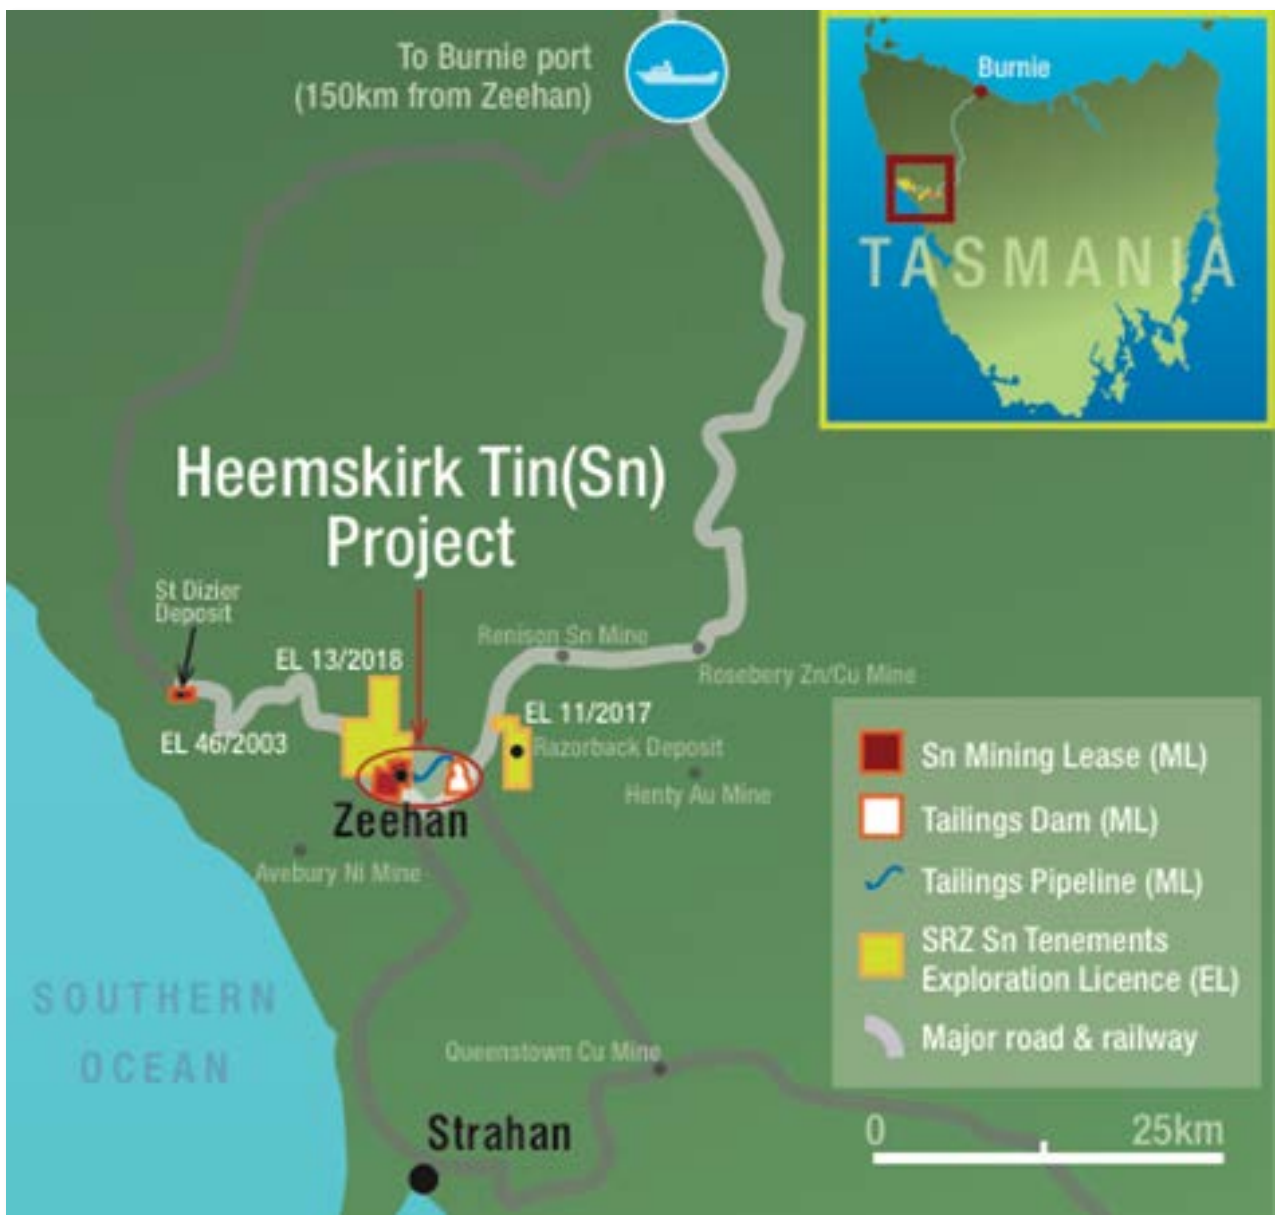 To Burnie port
(150km from Zeehan)
Burnie
TASMANIA
Heemskirk Tin(Sn)
Project
St Dizier
Deposit
Renison Sn Mine
EL 13/2018
Rosebery Zn/Cu Mine
EL 11/2017
EL 46/2003
Razorback Deposit
Henty Au Mine
Zeehan
Avebury Ni Mine
Sn Mining Lease (ML)
Tailings Dam (ML)
Tailings Pipeline (ML)
SRZ Sn Tenements
Exploration Licence (EL)
Major road & railway
SOUTHERN
OCEAN
Queenstown Cu Mine
Strahan
0 25km